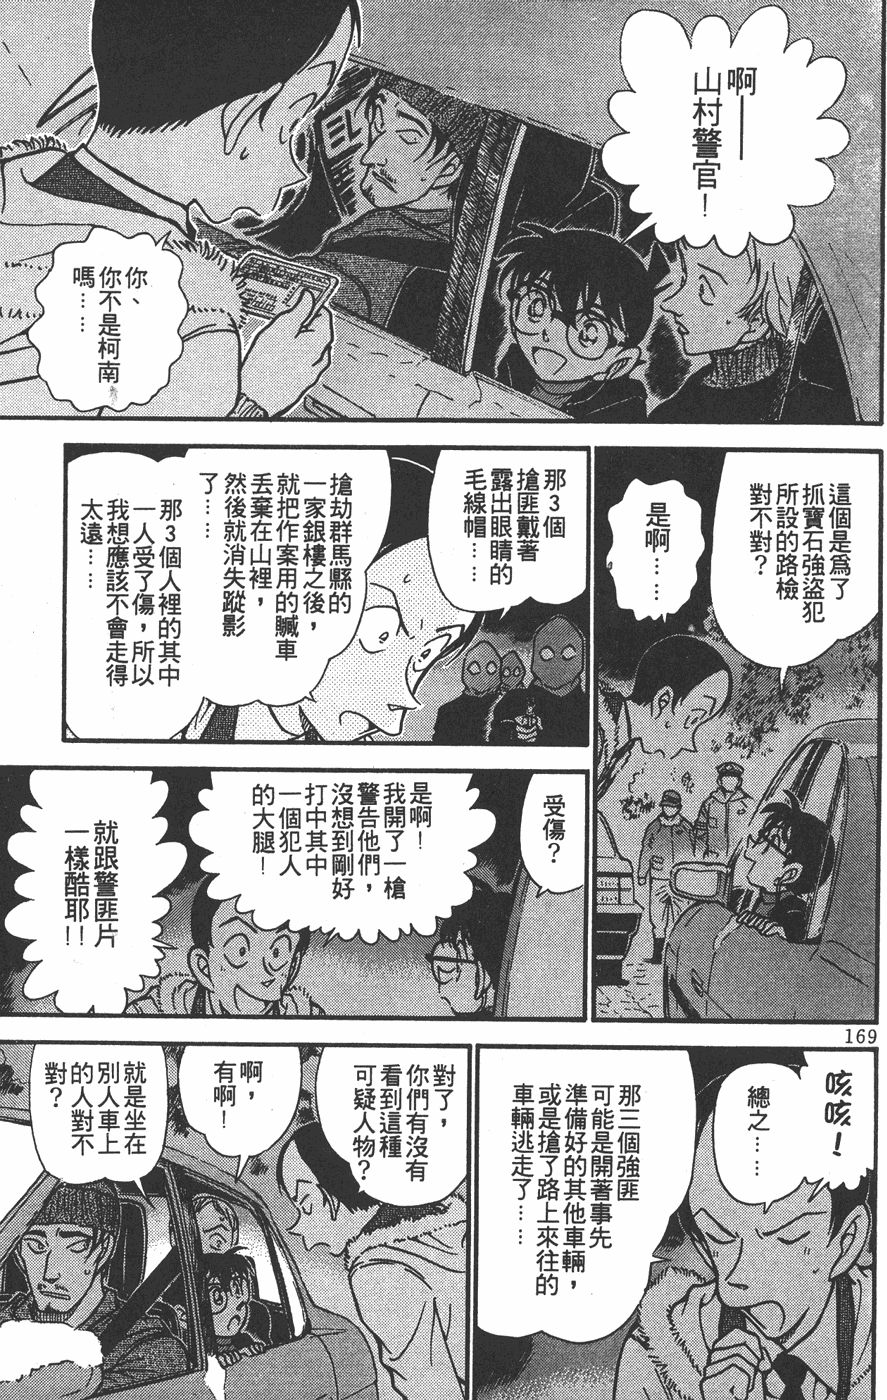 啊——
山村警官！
你、
你不是柯南
嗎……
這個是為了
抓寶石強盜犯
所設的路檢
對不對？
是啊……
那3個
搶匪戴著
露出眼睛的
毛線帽……
搶劫群馬縣的
一家銀樓之後，
就把作案用的贓車
丟棄在山裡，
然後就消失蹤影
了……
那3個人裡的其中
一人受了傷，所以
我想應該不會走得
太遠……
受傷？
是啊！
我開了一槍
警告他們，
沒想到剛好
打中其中
一個犯人
的大腿！
就跟警匪片
一樣酷耶!!
169
咳咳！
總之……
那三個強匪
可能是開著事先
準備好的其他車輛，
或是搶了路上來往的
車輛逃走了……
對了，
你們有沒有
看到這種
可疑人物？
啊，
有啊！
就是坐在
別人車上
的人對不
對？